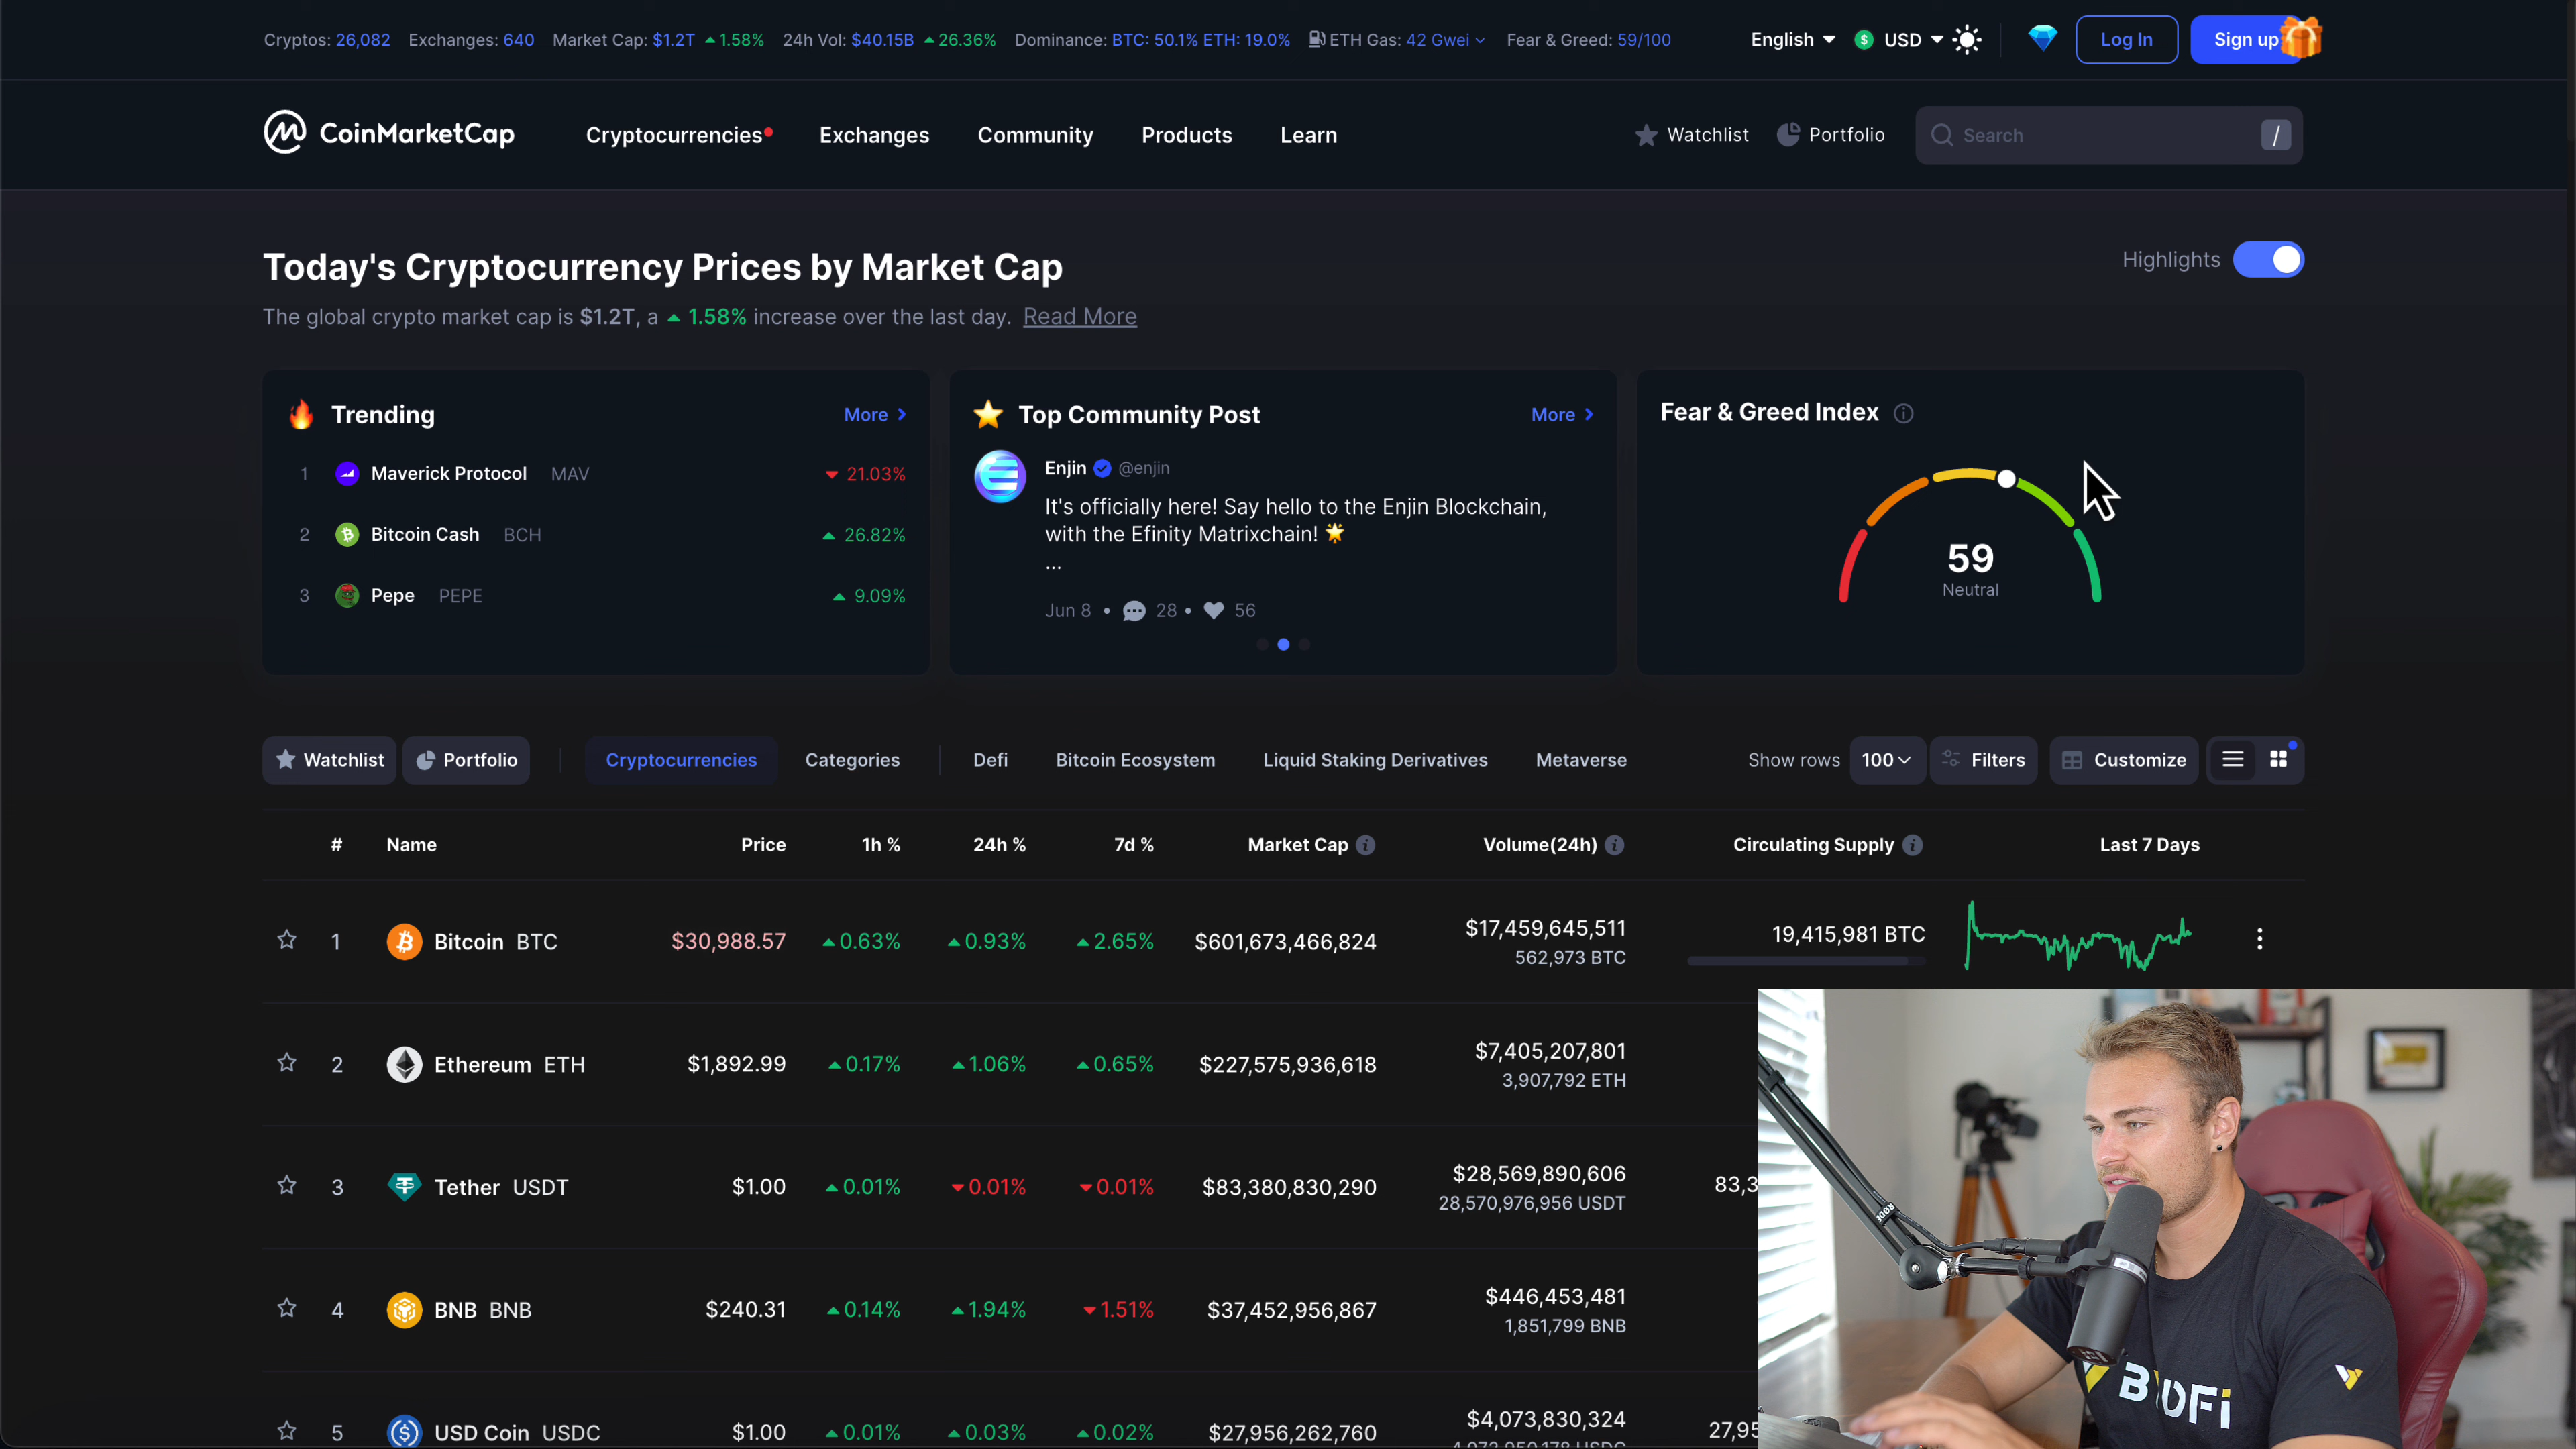 Cryptos: 26,082 Exchanges: 640 Market Cap: $1.2T 1.58% 24h Vol: $40.15B 26.36% Dominance: BTC: 50.1% ETH: 19.0% ETH Gas: 42 Gwei Fear & Greed: 59/100 English USD Log In Sign up
CoinMarketCap Cryptocurrencies Exchanges Community Products Learn Watchlist Portfolio Search /
Today's Cryptocurrency Prices by Market Cap Highlights
The global crypto market cap is $1.2T, a 1.58% increase over the last day. Read More
Trending More
1 Maverick Protocol MAV 21.03%
2 Bitcoin Cash BCH 26.82%
3 Pepe PEPE 9.09%
Top Community Post More
Enjin @enjin
It's officially here! Say hello to the Enjin Blockchain,
with the Efinity Matrixchain!
...
Jun 8 • 28 • 56
Fear & Greed Index
59
Neutral
Watchlist Portfolio Cryptocurrencies Categories Defi Bitcoin Ecosystem Liquid Staking Derivatives Metaverse Show rows 100 Filters Customize
# Name Price 1h % 24h % 7d % Market Cap Volume(24h) Circulating Supply Last 7 Days
1 Bitcoin BTC $30,988.57 0.63% 0.93% 2.65% $601,673,466,824 $17,459,645,511 19,415,981 BTC
562,973 BTC
2 Ethereum ETH $1,892.99 0.17% 1.06% 0.65% $227,575,936,618 $7,405,207,801
3,907,792 ETH
3 Tether USDT $1.00 0.01% 0.01% 0.01% $83,380,830,290 $28,569,890,606 83,3
28,570,976,956 USDT
4 BNB BNB $240.31 0.14% 1.94% 1.51% $37,452,956,867 $446,453,481
1,851,799 BNB
5 USD Coin USDC $1.00 0.01% 0.03% 0.02% $27,956,262,760 $4,073,830,324 27,95
RØDE
BYDFi